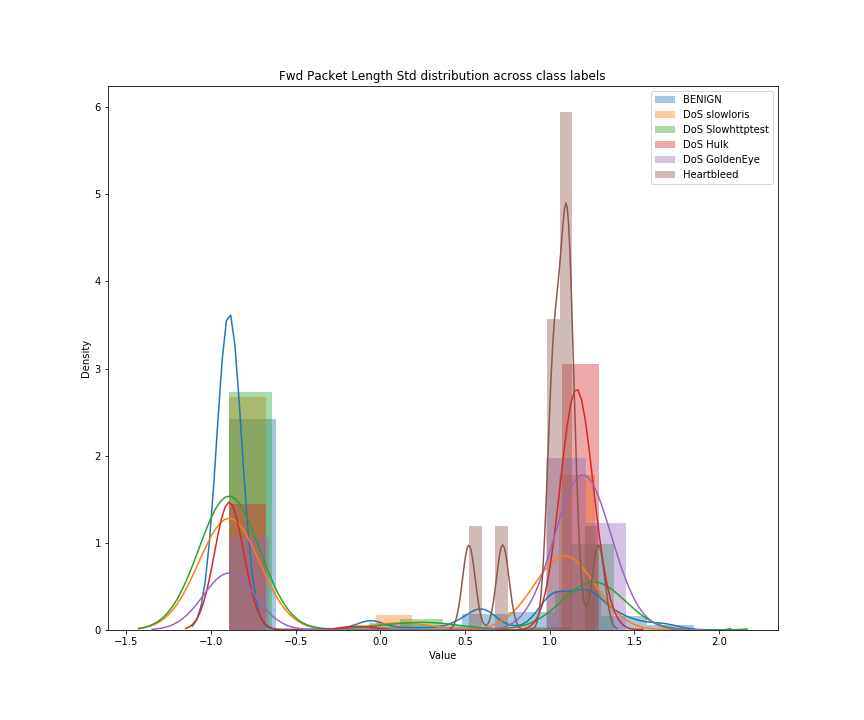 Fwd Packet Length Std distribution across class labels
BENIGN
DoS slowloris
DoS Slowhttptest
DoS Hulk
DoS GoldenEye
Heartbleed
6
5
4
3
2
1
0
Density
−1.5
−1.0
−0.5
0.0
0.5
1.0
1.5
2.0
Value